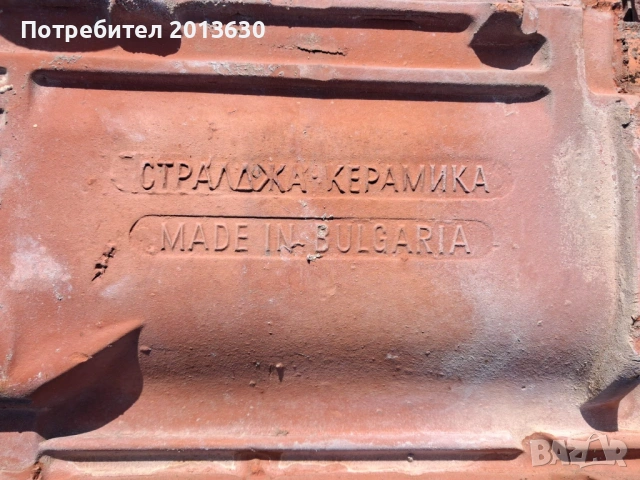 Потребител 2013630
СТРАЛДЖА·КЕРАМИКА
MADE IN BULGARIA
BAZAR